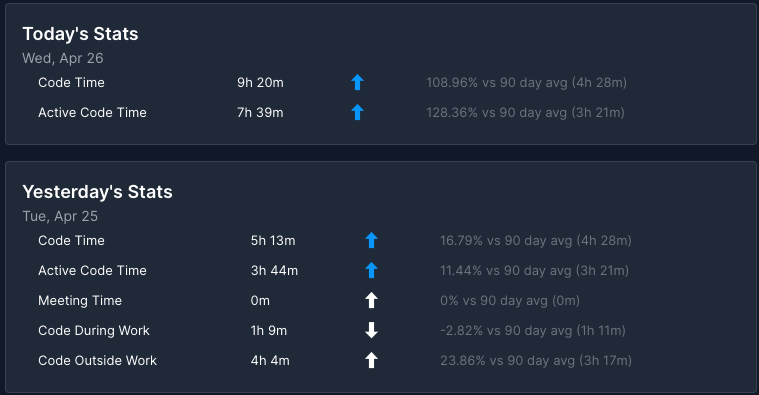 Today's Stats
Wed, Apr 26
Code Time 9h 20m 108.96% vs 90 day avg (4h 28m)
Active Code Time 7h 39m 128.36% vs 90 day avg (3h 21m)
Yesterday's Stats
Tue, Apr 25
Code Time 5h 13m 16.79% vs 90 day avg (4h 28m)
Active Code Time 3h 44m 11.44% vs 90 day avg (3h 21m)
Meeting Time 0m 0% vs 90 day avg (0m)
Code During Work 1h 9m -2.82% vs 90 day avg (1h 11m)
Code Outside Work 4h 4m 23.86% vs 90 day avg (3h 17m)